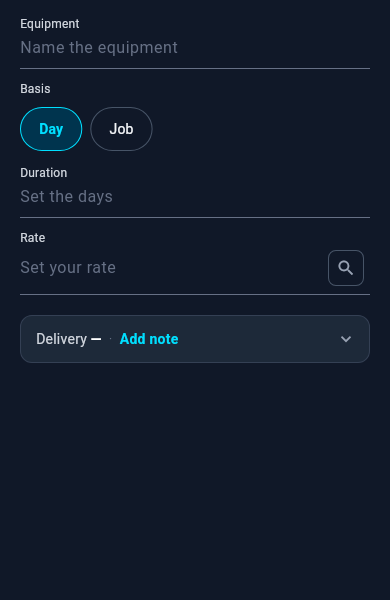 Equipment
Name the equipment
Basis
Day Job
Duration
Set the days
Rate
Set your rate
Delivery — · Add note